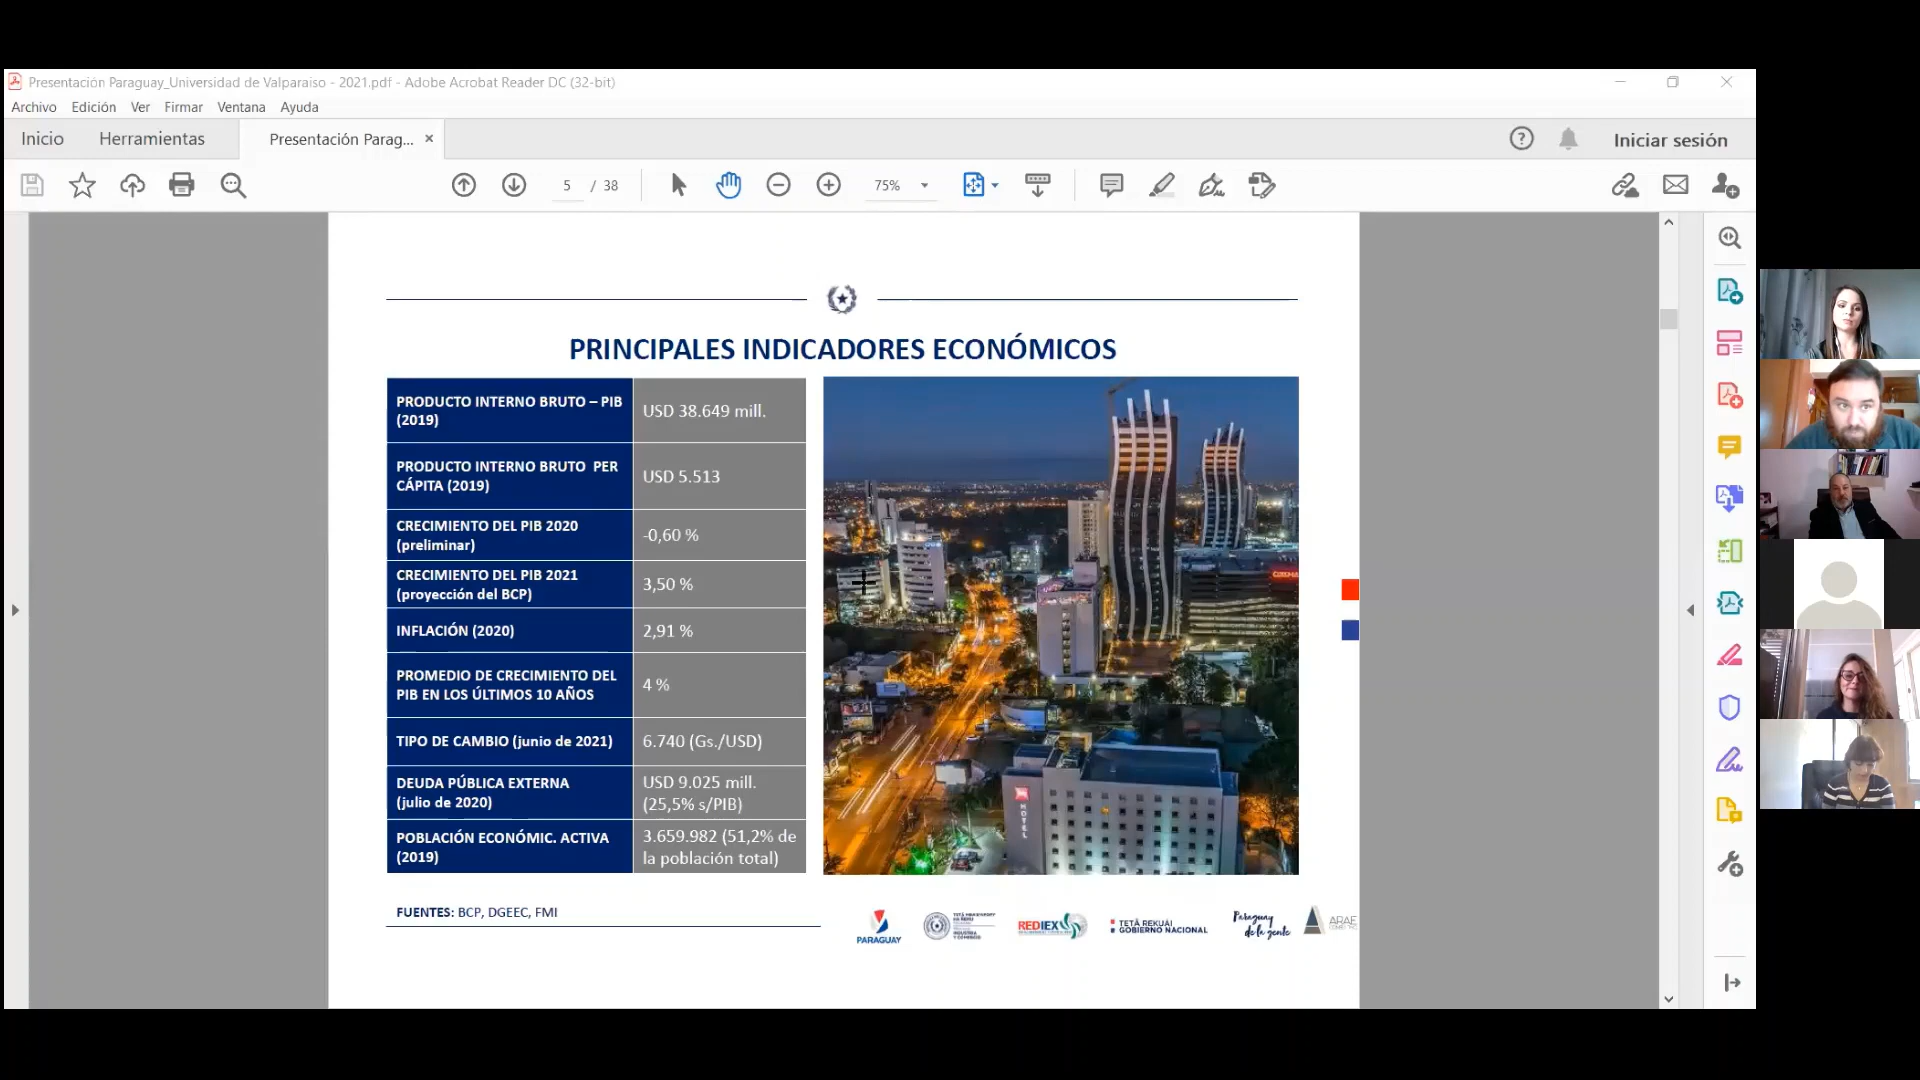 Presentación Paraguay_Universidad de Valparaiso - 2021.pdf - Adobe Acrobat Reader DC (32-bit)
Archivo Edición Ver Firmar Ventana Ayuda
Inicio Herramientas Presentación Parag... ×
Iniciar sesión
5 / 38 75%
PRINCIPALES INDICADORES ECONÓMICOS
PRODUCTO INTERNO BRUTO – PIB
(2019)
USD 38.649 mill.
PRODUCTO INTERNO BRUTO PER
CÁPITA (2019)
USD 5.513
CRECIMIENTO DEL PIB 2020
(preliminar)
-0,60 %
CRECIMIENTO DEL PIB 2021
(proyección del BCP)
3,50 %
INFLACIÓN (2020)
2,91 %
PROMEDIO DE CRECIMIENTO DEL
PIB EN LOS ÚLTIMOS 10 AÑOS
4 %
TIPO DE CAMBIO (junio de 2021)
6.740 (Gs./USD)
DEUDA PÚBLICA EXTERNA
(julio de 2020)
USD 9.025 mill.
(25,5% s/PIB)
POBLACIÓN ECONÓMIC. ACTIVA
(2019)
3.659.982 (51,2% de
la población total)
HOTEL
FUENTES: BCP, DGEEC, FMI
PARAGUAY
REDIEX
TETÃ REKUÁI
GOBIERNO NACIONAL
Paraguay
de la gente